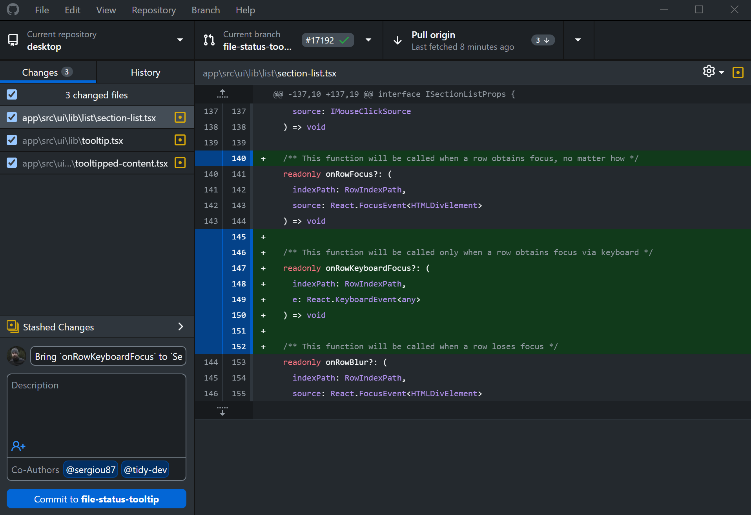 File Edit View Repository Branch Help
Current repository
desktop
Current branch
file-status-too... #17192
Pull origin
Last fetched 8 minutes ago
3
Changes 3 History
3 changed files
app\src\ui\lib\list\section-list.tsx
app\src\ui\lib\tooltip.tsx
app\src\ui...\tooltipped-content.tsx
Stashed Changes
Bring `onRowKeyboardFocus` to `Se
Description
Co-Authors @sergiou87 @tidy-dev
Commit to file-status-tooltip
app\src\ui\lib\list\section-list.tsx
@@ -137,10 +137,19 @@ interface ISectionListProps {
137 137 source: IMouseClickSource
138 138 ) => void
139 139
140 + /** This function will be called when a row obtains focus, no matter how */
140 141 readonly onRowFocus?: (
141 142 indexPath: RowIndexPath,
142 143 source: React.FocusEvent<HTMLDivElement>
143 144 ) => void
145 +
146 + /** This function will be called only when a row obtains focus via keyboard */
147 + readonly onRowKeyboardFocus?: (
148 + indexPath: RowIndexPath,
149 + e: React.KeyboardEvent<any>
150 + ) => void
151 +
152 + /** This function will be called when a row loses focus */
144 153 readonly onRowBlur?: (
145 154 indexPath: RowIndexPath,
146 155 source: React.FocusEvent<HTMLDivElement>